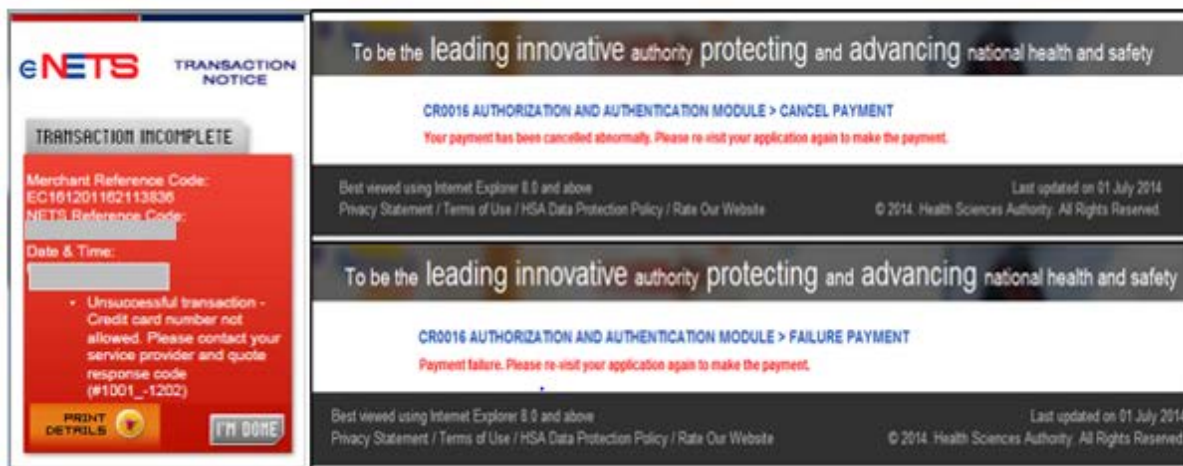 eNETS
TRANSACTION
NOTICE
TRANSACTION INCOMPLETE
Merchant Reference Code:
EC161201162113836
NETS Reference Code:
Date & Time:
• Unsuccessful transaction -
Credit card number not
allowed. Please contact your
service provider and quote
response code
(#1001_-1202)
PRINT
DETAILS
I'M DONE
To be the leading innovative authority protecting and advancing national health and safety
CR0016 AUTHORIZATION AND AUTHENTICATION MODULE > CANCEL PAYMENT
Your payment has been cancelled abnormally. Please re-visit your application again to make the payment.
Best viewed using Internet Explorer 8.0 and above
Last updated on 01 July 2014
Privacy Statement / Terms of Use / HSA Data Protection Policy / Rate Our Website
© 2014. Health Sciences Authority. All Rights Reserved.
To be the leading innovative authority protecting and advancing national health and safety
CR0016 AUTHORIZATION AND AUTHENTICATION MODULE > FAILURE PAYMENT
Payment failure. Please re-visit your application again to make the payment.
Best viewed using Internet Explorer 8.0 and above
Last updated on 01 July 2014
Privacy Statement / Terms of Use / HSA Data Protection Policy / Rate Our Website
© 2014. Health Sciences Authority. All Rights Reserved